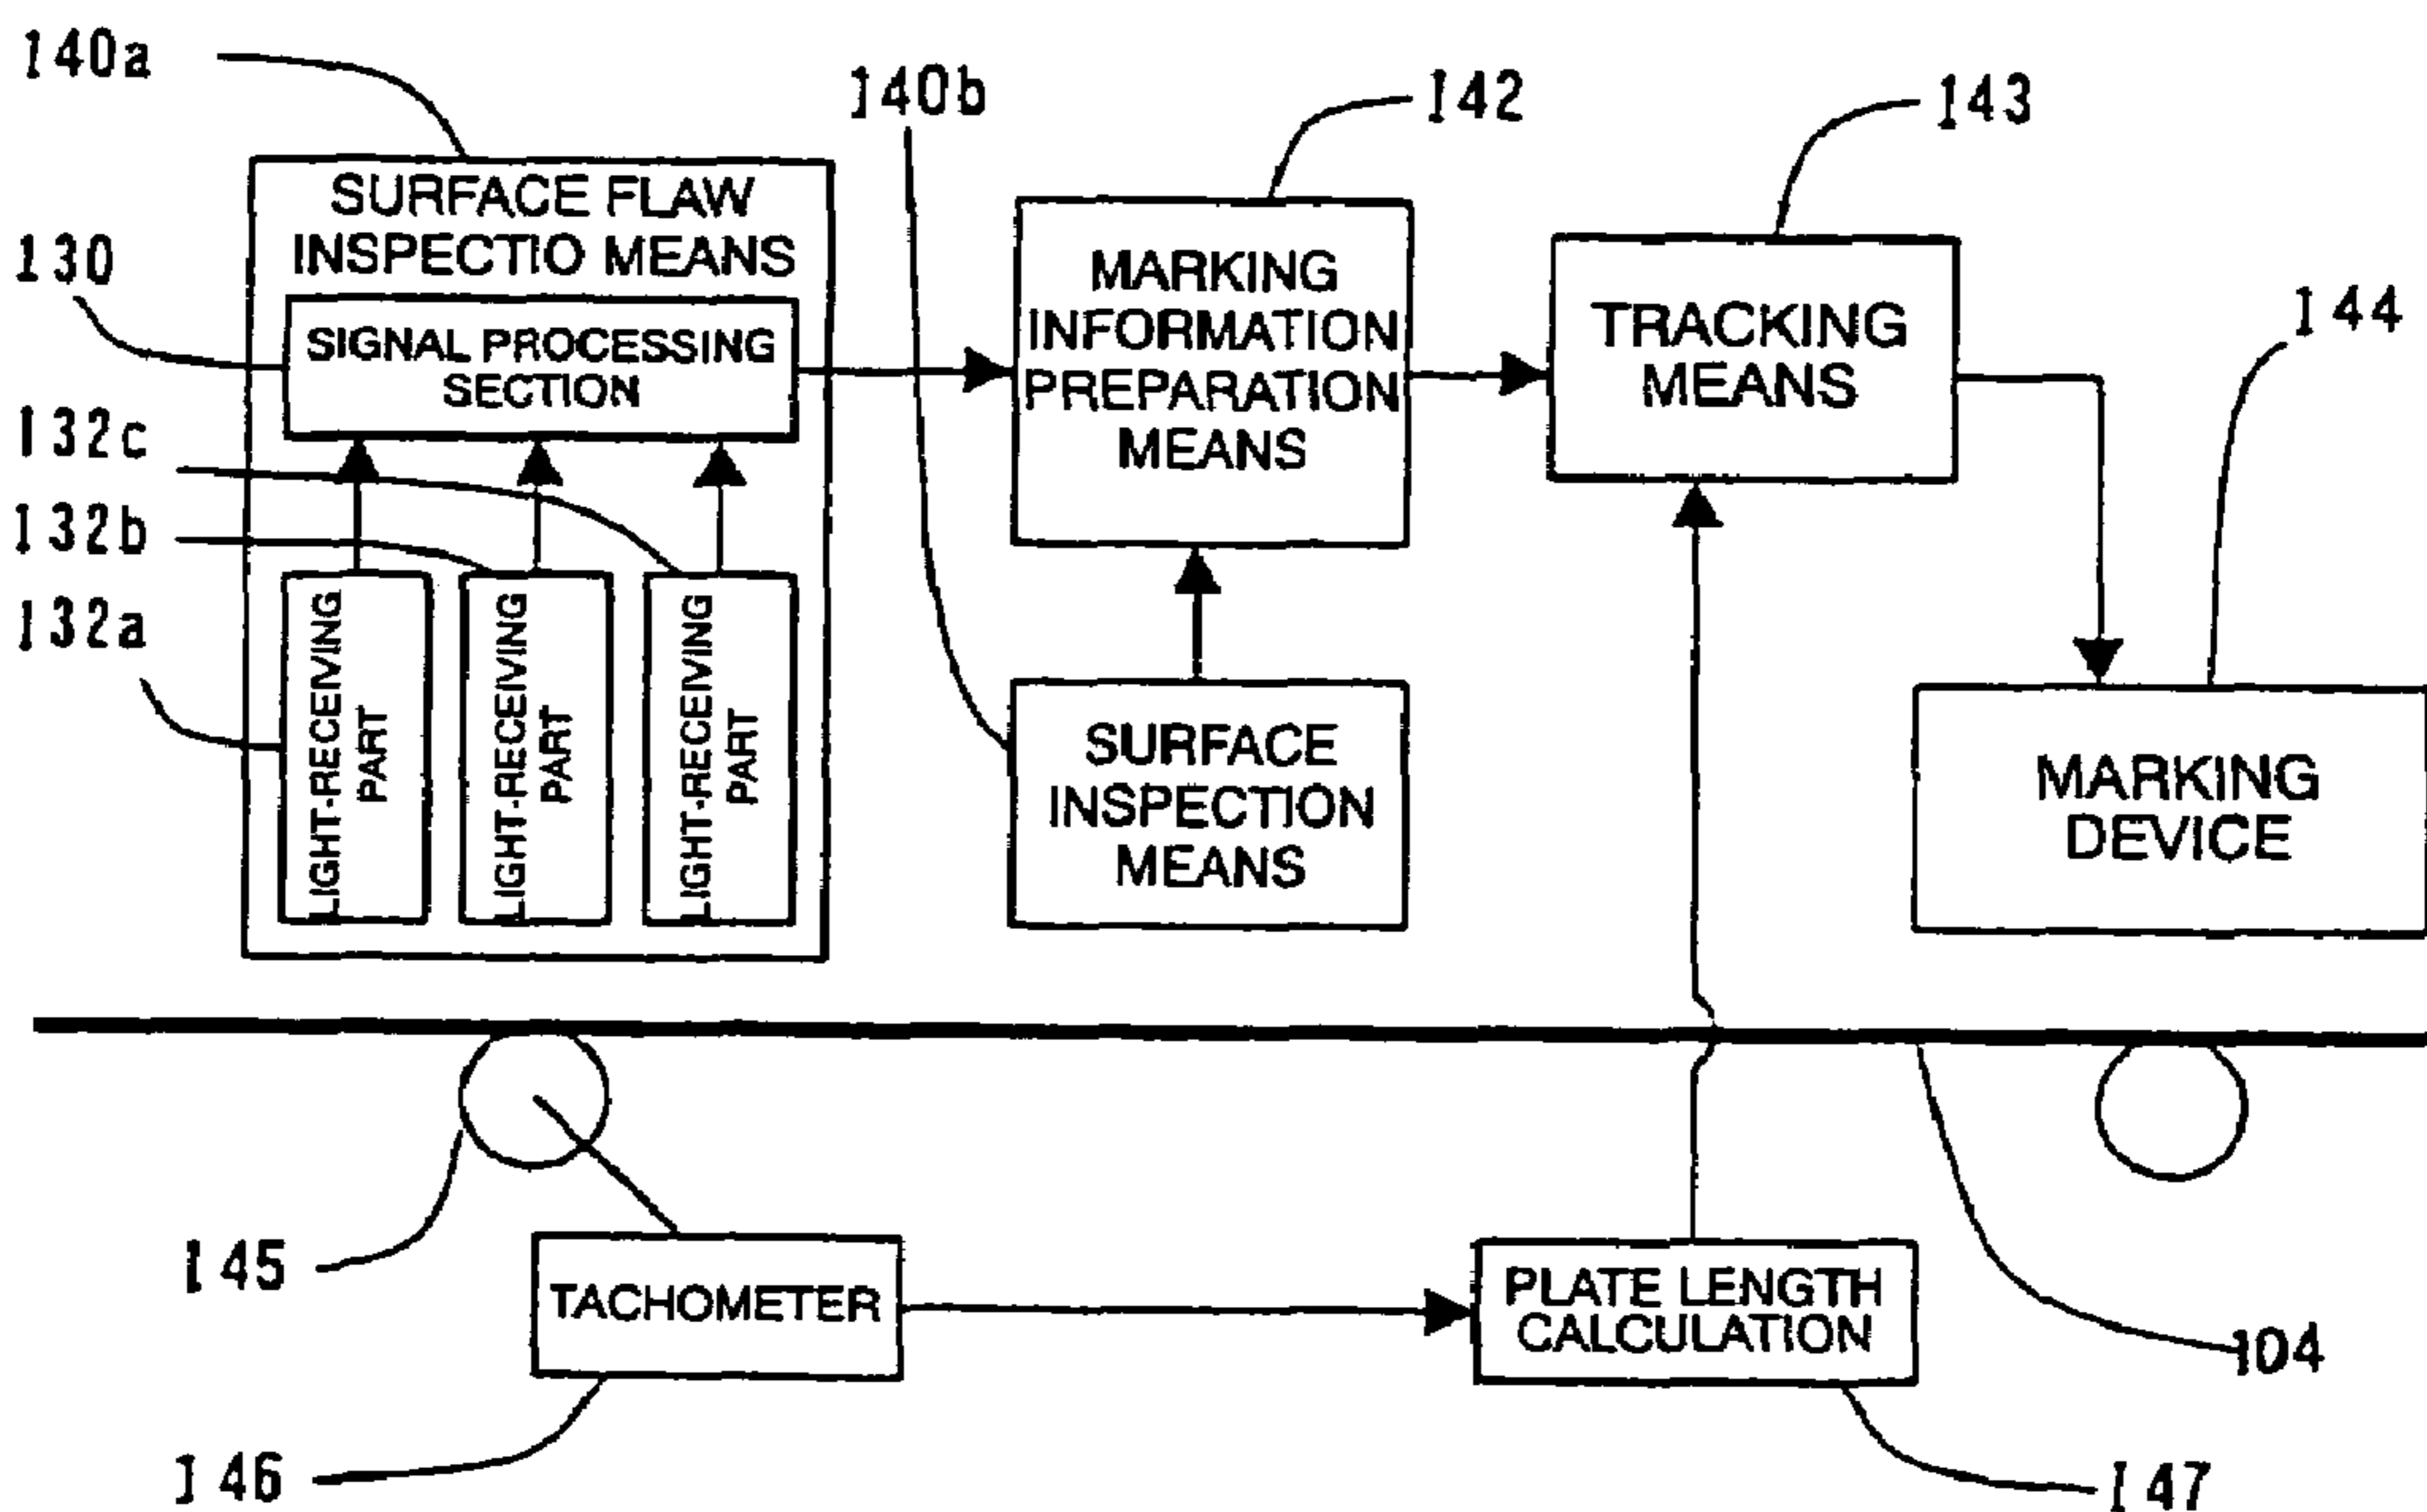 140a
140b
142
143
SURFACE FLAW
INSPECTIO MEANS
130
SIGNAL PROCESSING
SECTION
MARKING
INFORMATION
PREPARATION
MEANS
TRACKING
MEANS
144
132c
132b
132a
LIGHT-RECEIVING
PART
LIGHT-RECEIVING
PART
LIGHT-RECEIVING
PART
SURFACE
INSPECTION
MEANS
MARKING
DEVICE
145
TACHOMETER
PLATE LENGTH
CALCULATION
104
146
147